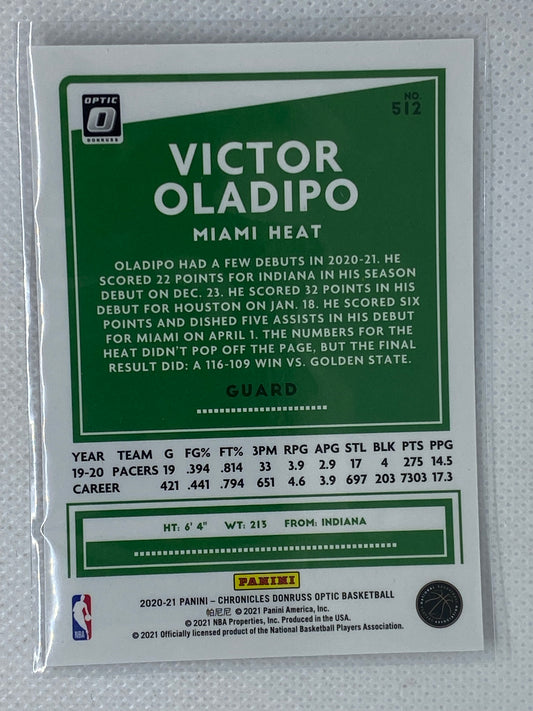 OPTIC
DONRUSS
NO.
512
VICTOR
OLADIPO
MIAMI HEAT
OLADIPO HAD A FEW DEBUTS IN 2020-21. HE
SCORED 22 POINTS FOR INDIANA IN HIS SEASON
DEBUT ON DEC. 23. HE SCORED 32 POINTS IN HIS
DEBUT FOR HOUSTON ON JAN. 18. HE SCORED SIX
POINTS AND DISHED FIVE ASSISTS IN HIS DEBUT
FOR MIAMI ON APRIL 1. THE NUMBERS FOR THE
HEAT DIDN'T POP OFF THE PAGE, BUT THE FINAL
RESULT DID: A 116-109 WIN VS. GOLDEN STATE.
GUARD
YEAR TEAM G FG% FT% 3PM RPG APG STL BLK PTS PPG
19-20 PACERS 19 .394 .814 33 3.9 2.9 17 4 275 14.5
CAREER 421 .441 .794 651 4.6 3.9 697 203 7303 17.3
HT: 6' 4" WT: 213 FROM: INDIANA
PANINI
2020-21 PANINI – CHRONICLES DONRUSS OPTIC BASKETBALL
帕尼尼 © 2021 Panini America, Inc.
© 2021 NBA Properties, Inc. Produced in the USA.
© 2021 Officially licensed product of the National Basketball Players Association.
NBA